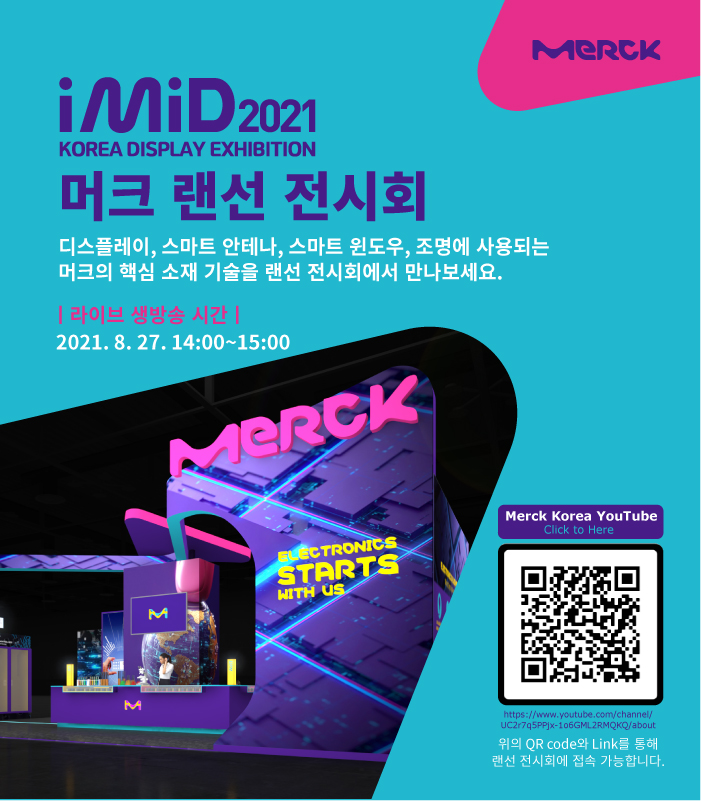 MERCK
iMiD 2021
KOREA DISPLAY EXHIBITION
머크 랜선 전시회
디스플레이, 스마트 안테나, 스마트 윈도우, 조명에 사용되는
머크의 핵심 소재 기술을 랜선 전시회에서 만나보세요.
| 라이브 생방송 시간 |
2021. 8. 27. 14:00~15:00
MERCK
ELECTRONICS
STARTS
WITH US
M
M
Merck Korea YouTube
Click to Here
https://www.youtube.com/channel/
UC2r7q5PPjx-1o6GML2RMQKQ/about
위의 QR code와 Link를 통해
랜선 전시회에 접속 가능합니다.